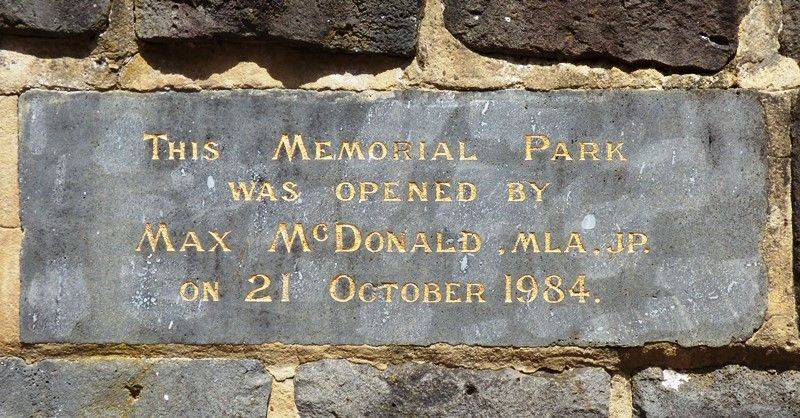 This Memorial Park
was opened by
Max McDonald, MLA, JP.
on 21 October 1984.